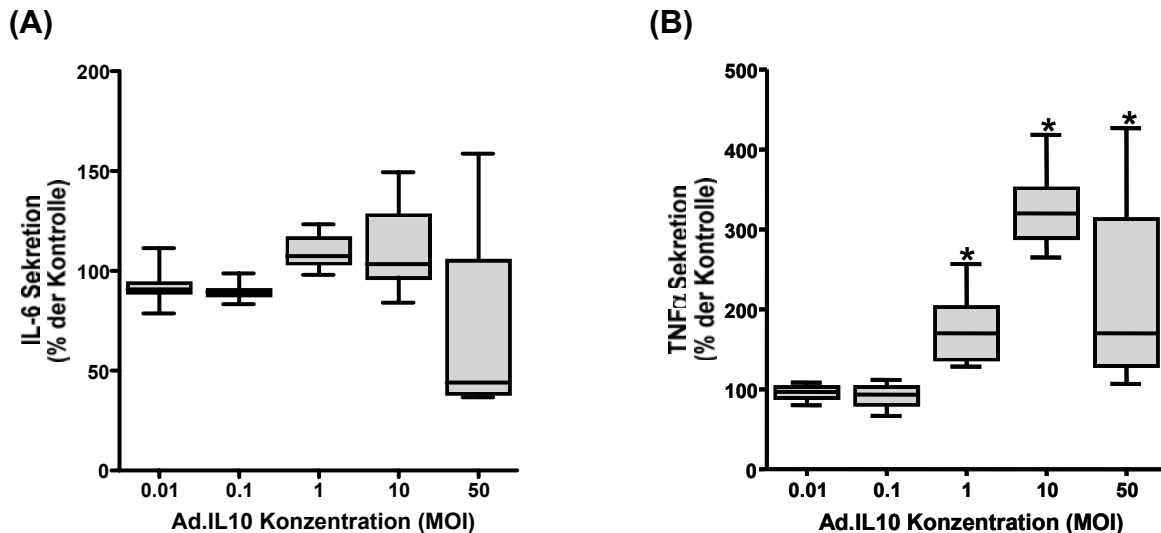 (A)
IL-6 Sekretion
(% der Kontrolle)
200
150
100
50
0
0.01 0.1 1 10 50
Ad.IL10 Konzentration (MOI)
(B)
TNFα Sekretion
(% der Kontrolle)
500
400
300
200
100
0
* * *
0.01 0.1 1 10 50
Ad.IL10 Konzentration (MOI)